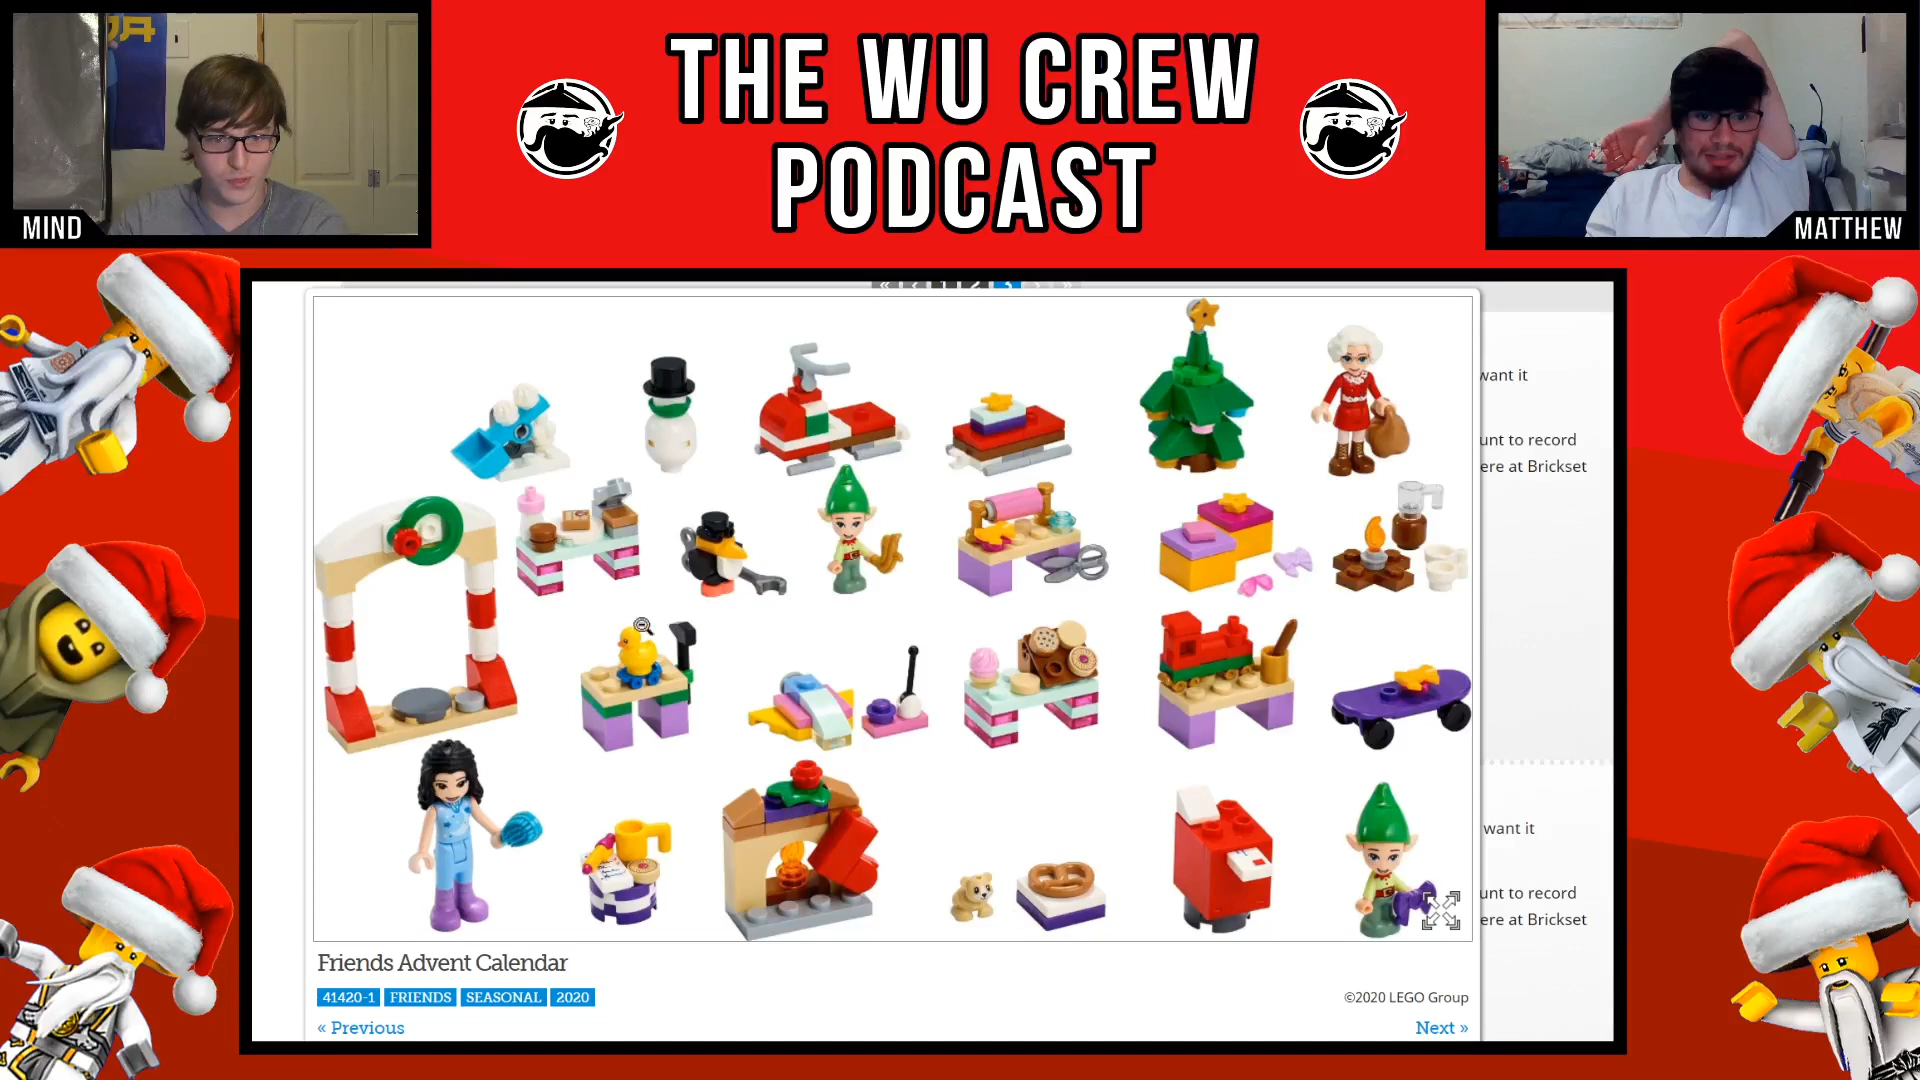 THE WU CREW
PODCAST
MIND
MATTHEW
want it
unt to record
ere at Brickset
want it
unt to record
ere at Brickset
Friends Advent Calendar
41420-1 FRIENDS SEASONAL 2020
©2020 LEGO Group
« Previous
Next »